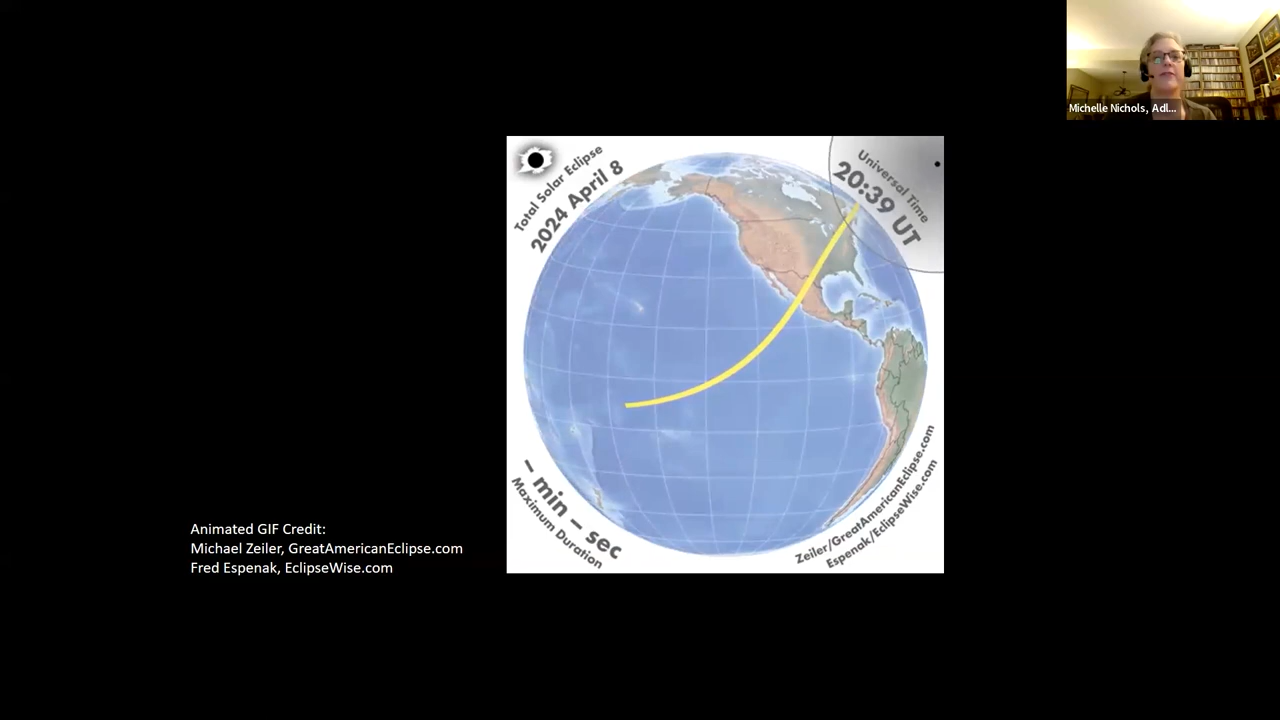 Michelle Nichols, Adl...
Total Solar Eclipse
2024 April 8
Universal Time
20:39 UT
– min – sec
Maximum Duration
Zeiler/GreatAmericanEclipse.com
Espenak/EclipseWise.com
Animated GIF Credit:
Michael Zeiler, GreatAmericanEclipse.com
Fred Espenak, EclipseWise.com